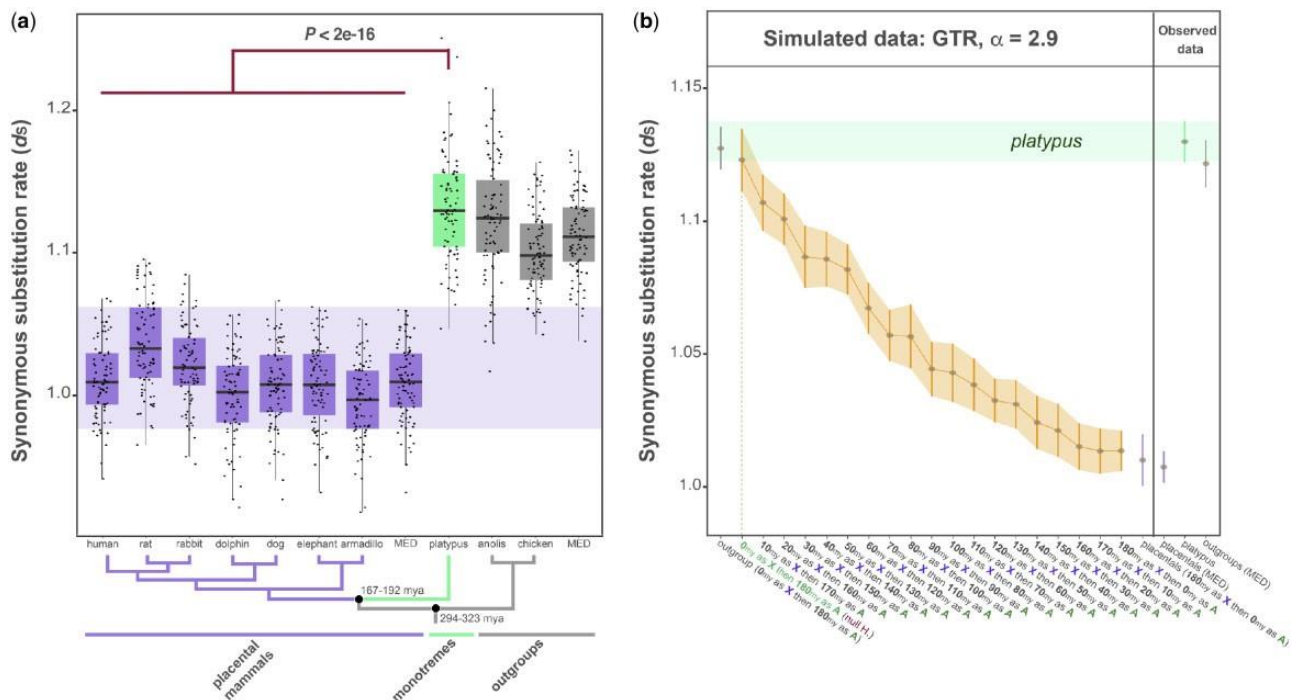 (a)
P < 2e-16
Synonymous substitution rate (ds)
1.2
1.1
1.0
human rat rabbit dolphin dog elephant armadillo MED platypus anolis chicken MED
167-192 mya
294-323 mya
placental
mammals
monotremes
outgroups
(b)
Simulated data: GTR, α = 2.9
Observed
data
Synonymous substitution rate (ds)
1.15
1.1
1.05
1.0
platypus
outgroup (0my as X then 180my as A)
0my as X then 180my as A (null H.)
10my as X then 170my as A
20my as X then 160my as A
30my as X then 150my as A
40my as X then 140my as A
50my as X then 130my as A
60my as X then 120my as A
70my as X then 110my as A
80my as X then 100my as A
90my as X then 90my as A
100my as X then 80my as A
110my as X then 70my as A
120my as X then 60my as A
130my as X then 50my as A
140my as X then 40my as A
150my as X then 30my as A
160my as X then 20my as A
170my as X then 10my as A
180my as X then 0my as A
placentals (180my as X then 0my as A)
placentals (MED)
platypus
outgroups (MED)